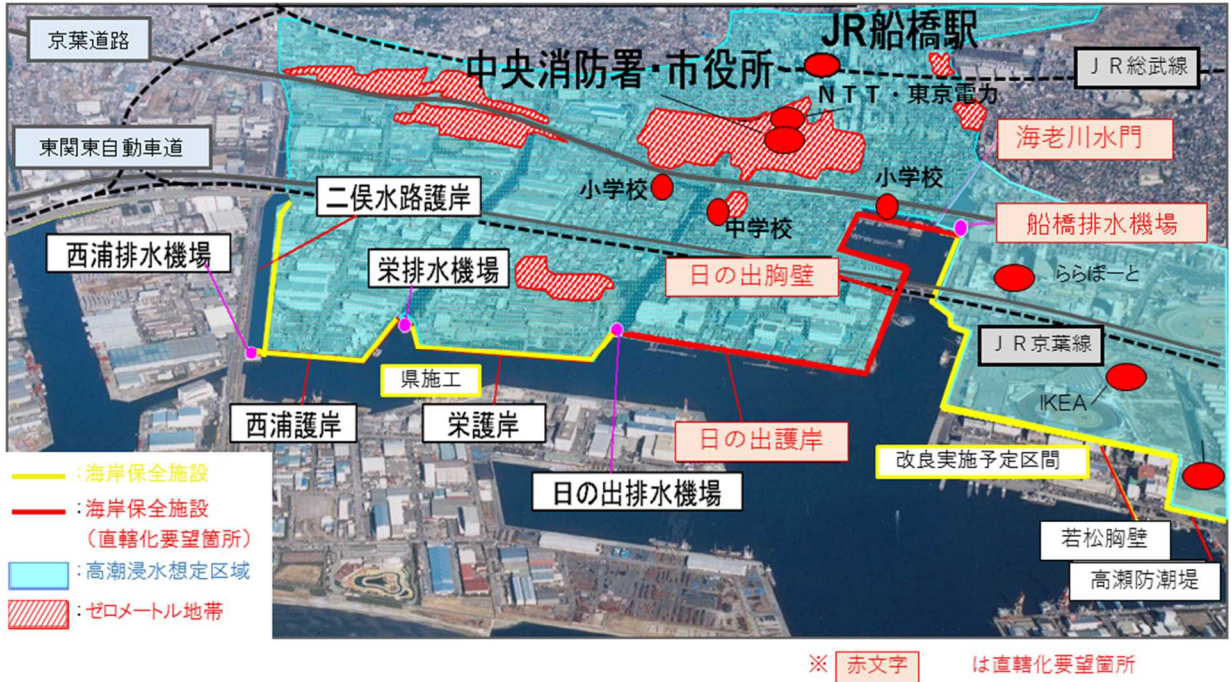 京葉道路
JR船橋駅
中央消防署・市役所
ＪＲ総武線
ＮＴＴ・東京電力
東関東自動車道
海老川水門
小学校
小学校
二俣水路護岸
中学校
船橋排水機場
西浦排水機場
栄排水機場
日の出胸壁
ららぽーと
ＪＲ京葉線
県施工
IKEA
西浦護岸
栄護岸
日の出護岸
改良実施予定区間
日の出排水機場
：海岸保全施設
：海岸保全施設
（直轄化要望箇所）
：高潮浸水想定区域
：ゼロメートル地帯
若松胸壁
高瀬防潮堤
※ 赤文字 は直轄化要望箇所